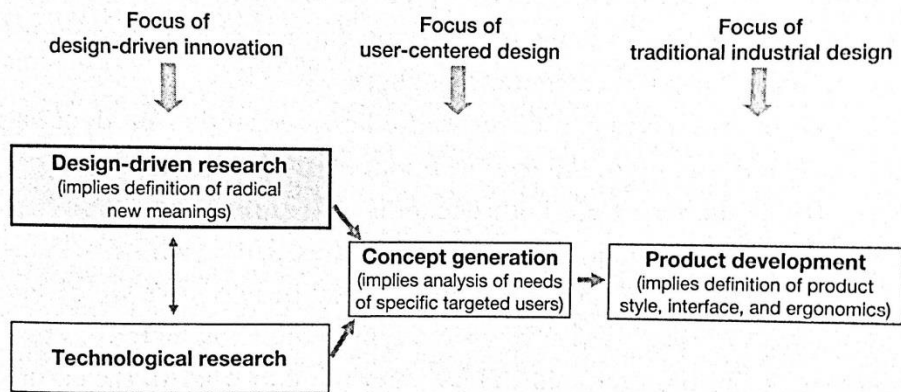 Focus of
design-driven innovation
Focus of
user-centered design
Focus of
traditional industrial design
Design-driven research
(implies definition of radical
new meanings)
Concept generation
(implies analysis of needs
of specific targeted users)
Product development
(implies definition of product
style, interface, and ergonomics)
Technological research